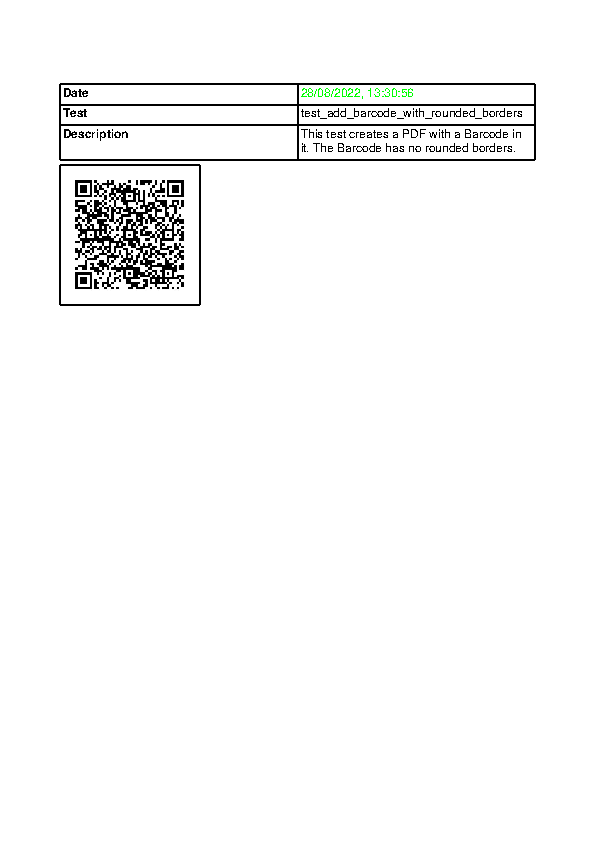 Date 28/08/2022, 13:30:56
Test test_add_barcode_with_rounded_borders
Description This test creates a PDF with a Barcode in
it. The Barcode has no rounded borders.